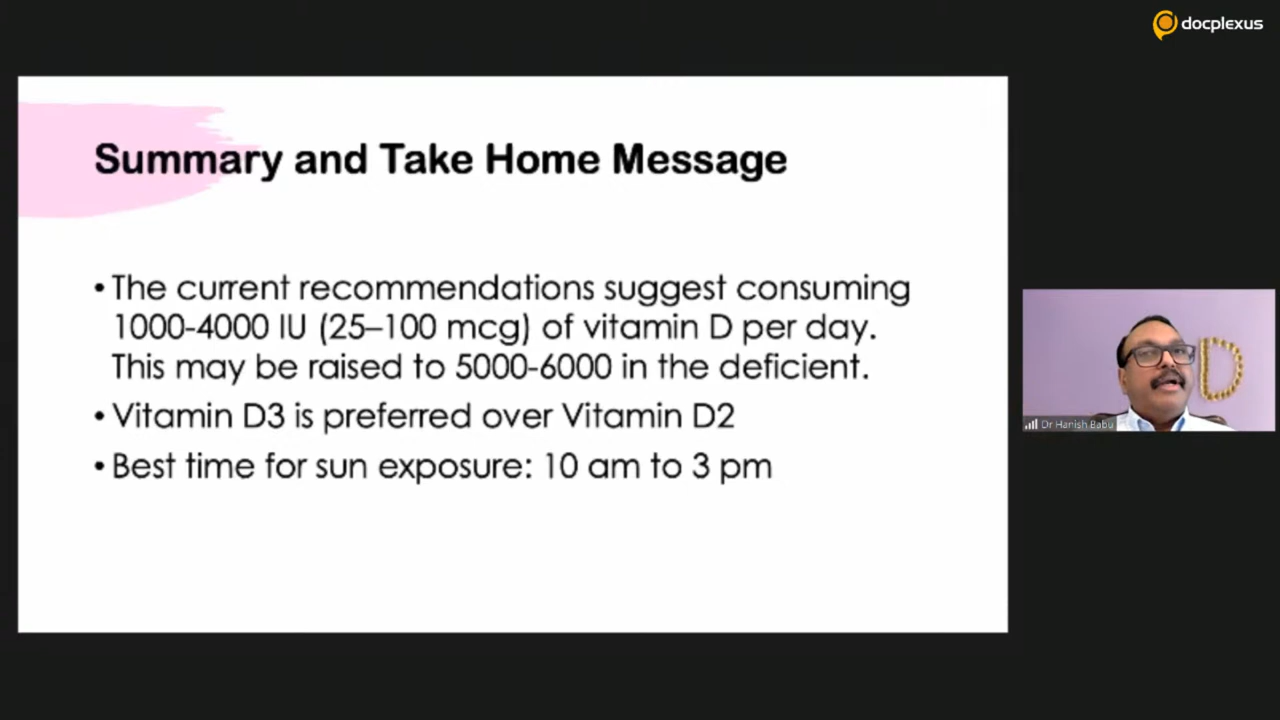 docplexus
Summary and Take Home Message
•The current recommendations suggest consuming
1000-4000 IU (25–100 mcg) of vitamin D per day.
This may be raised to 5000-6000 in the deficient.
•Vitamin D3 is preferred over Vitamin D2
•Best time for sun exposure: 10 am to 3 pm
D
Dr Hanish Babu